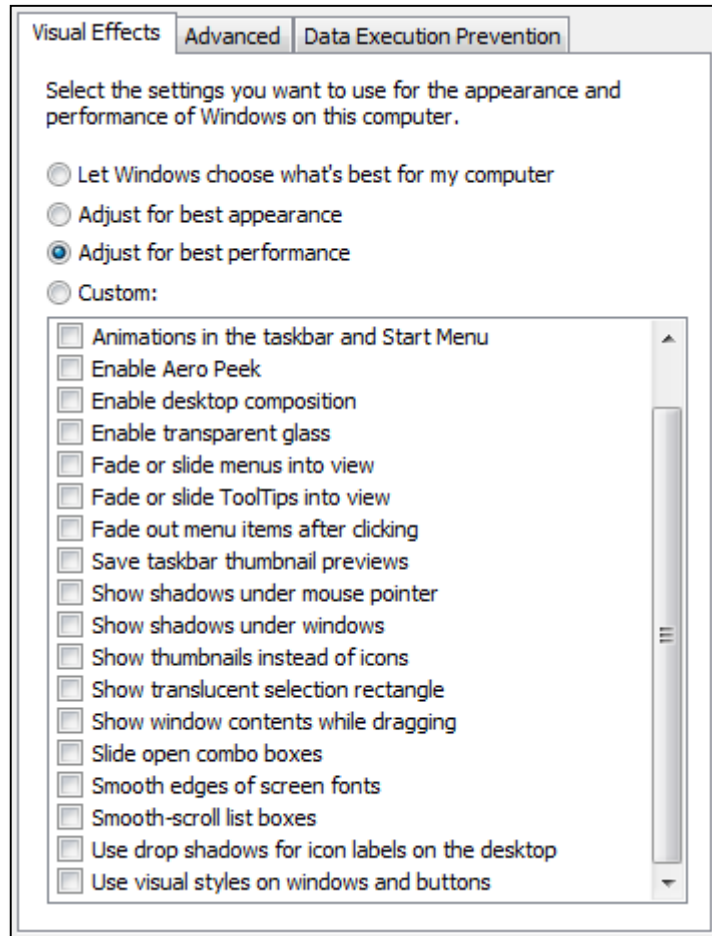 Visual Effects Advanced Data Execution Prevention
Select the settings you want to use for the appearance and
performance of Windows on this computer.
Let Windows choose what's best for my computer
Adjust for best appearance
Adjust for best performance
Custom:
Animations in the taskbar and Start Menu
Enable Aero Peek
Enable desktop composition
Enable transparent glass
Fade or slide menus into view
Fade or slide ToolTips into view
Fade out menu items after clicking
Save taskbar thumbnail previews
Show shadows under mouse pointer
Show shadows under windows
Show thumbnails instead of icons
Show translucent selection rectangle
Show window contents while dragging
Slide open combo boxes
Smooth edges of screen fonts
Smooth-scroll list boxes
Use drop shadows for icon labels on the desktop
Use visual styles on windows and buttons